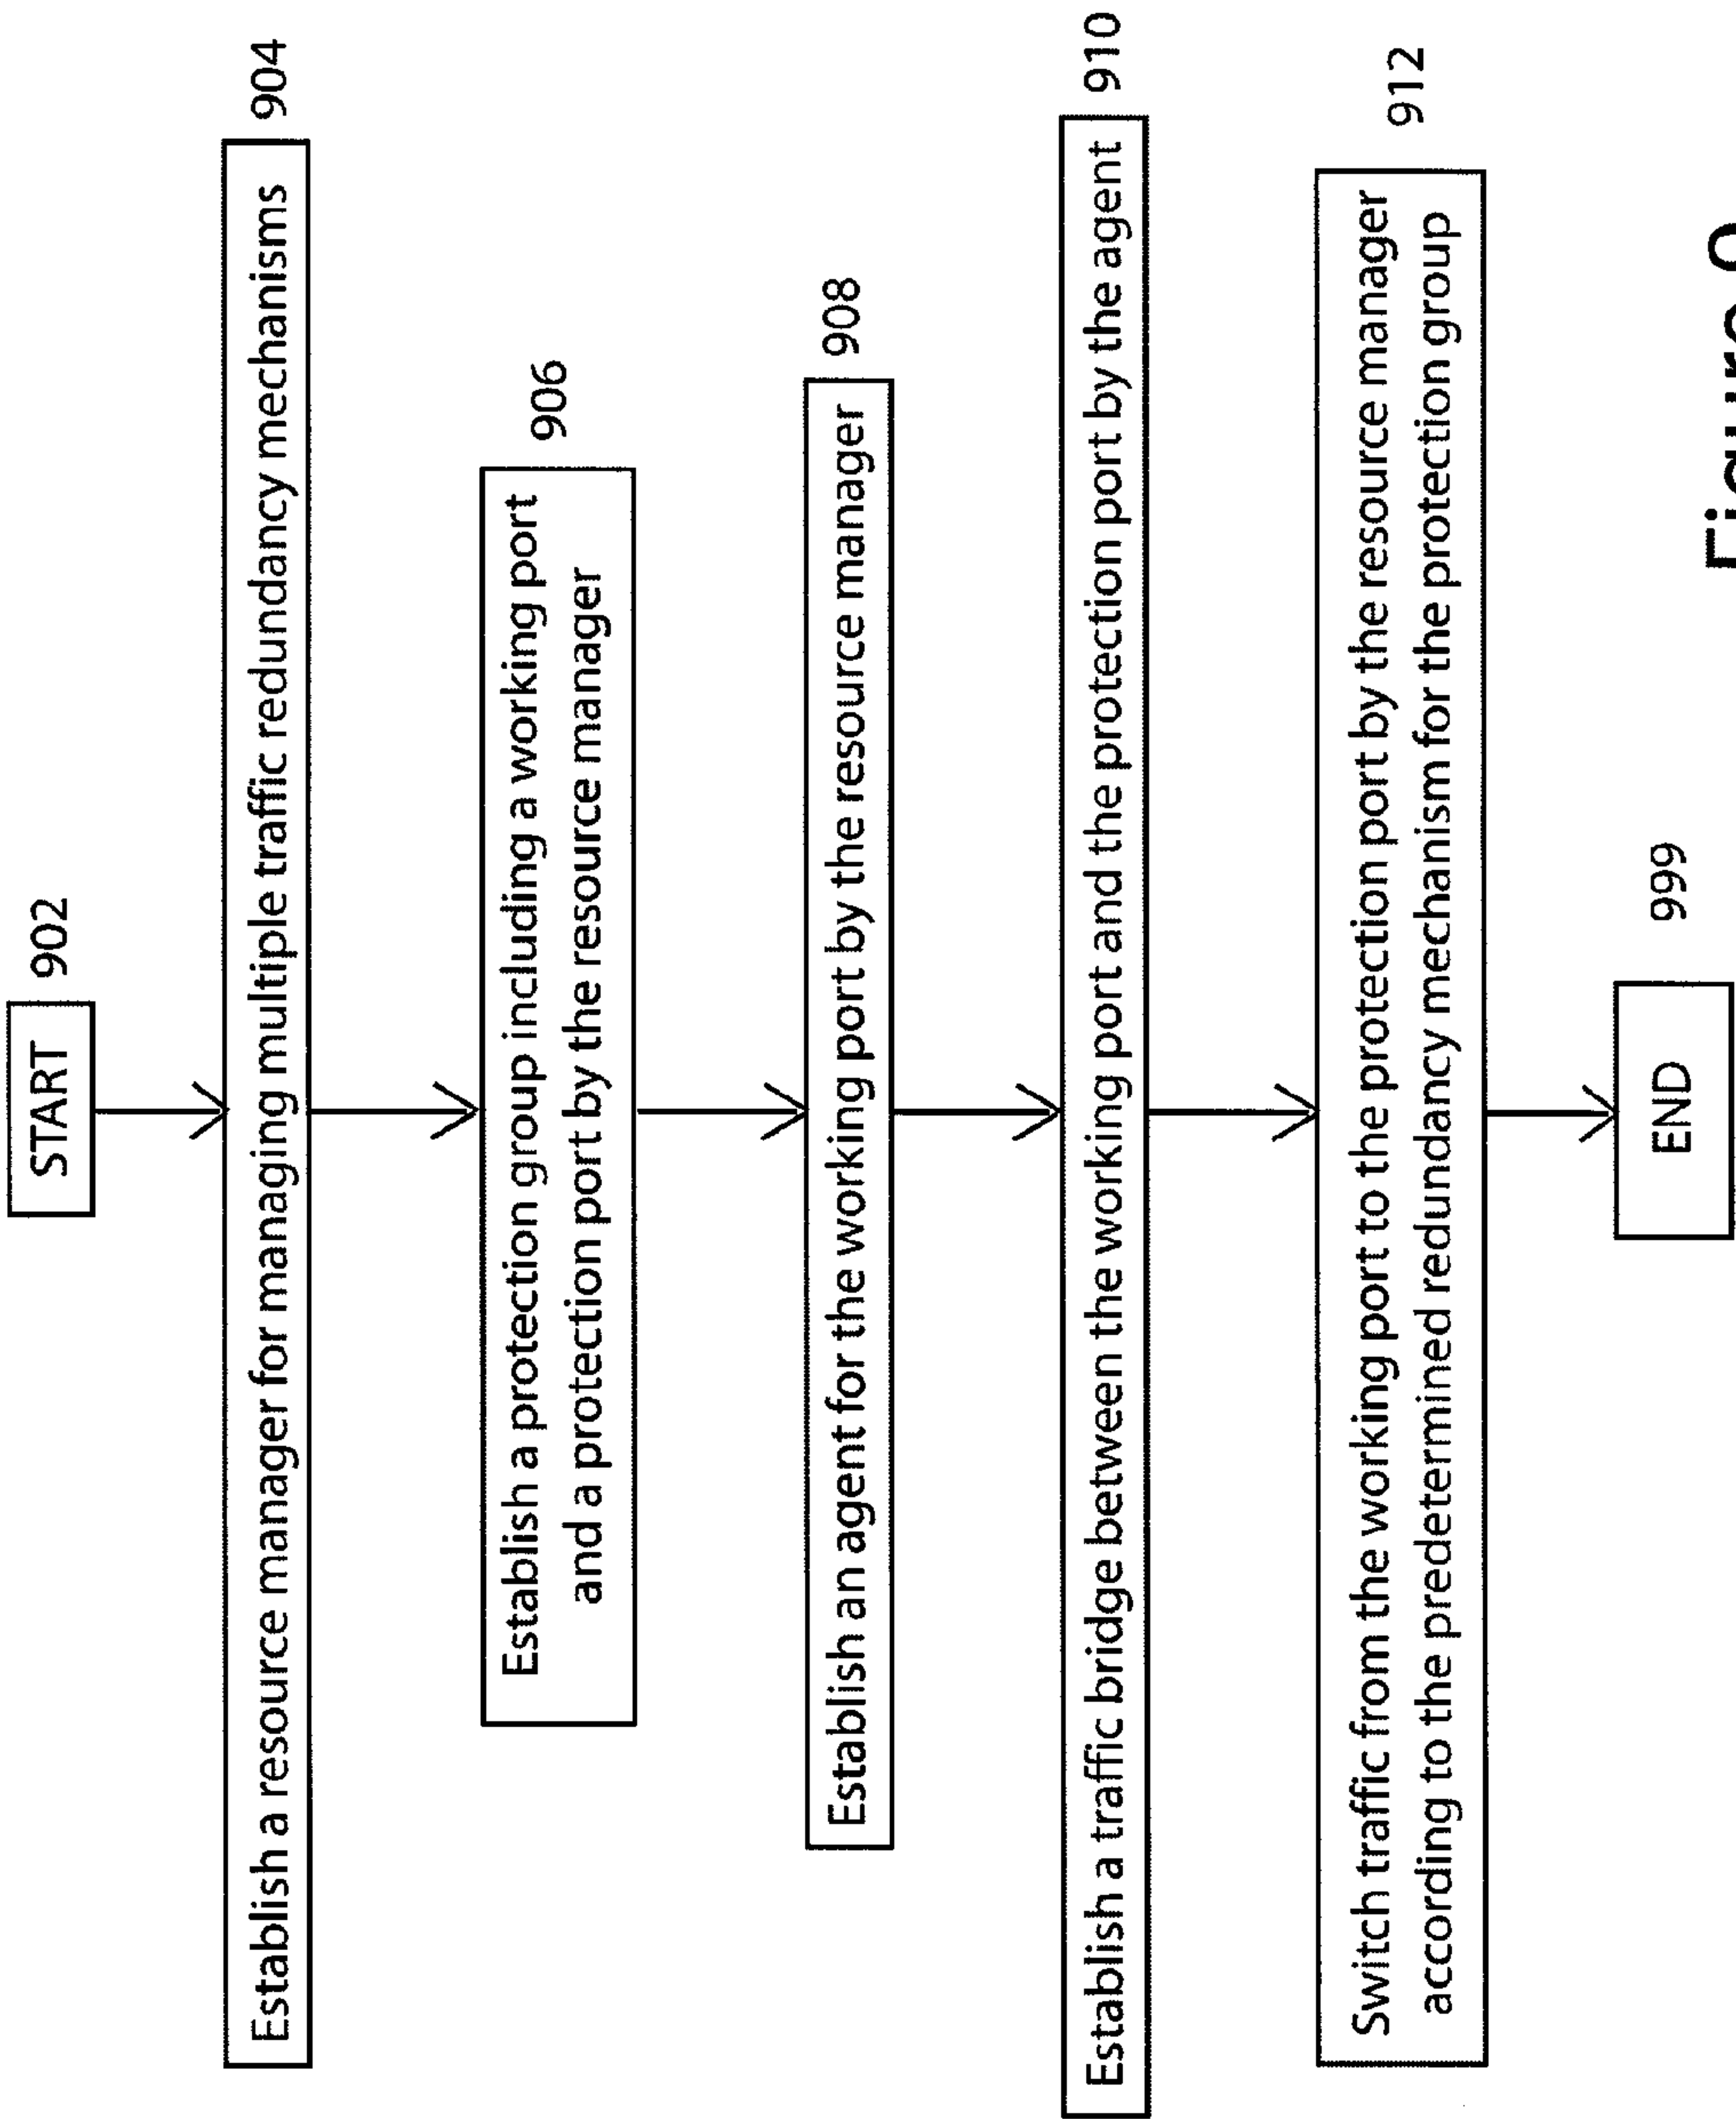 START 902
Establish a resource manager for managing multiple traffic redundancy mechanisms 904
Establish a protection group including a working port
and a protection port by the resource manager
906
Establish an agent for the working port by the resource manager 908
Establish a traffic bridge between the working port and the protection port by the agent 910
Switch traffic from the working port to the protection port by the resource manager
according to the predetermined redundancy mechanism for the protection group
912
END
999
Figure 9